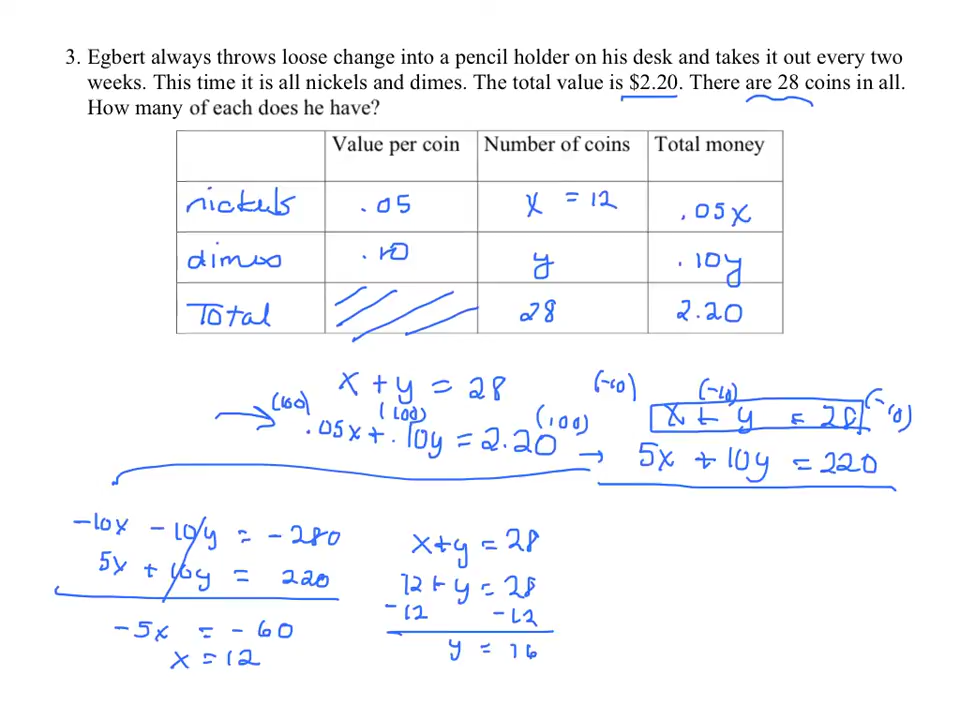 3. Egbert always throws loose change into a pencil holder on his desk and takes it out every two
weeks. This time it is all nickels and dimes. The total value is $2.20. There are 28 coins in all.
How many of each does he have?
Value per coin Number of coins Total money
nickels .05 x = 12 .05x
dimes .10 y .10y
Total 28 2.20
x + y = 28
(100) (100) (100)
.05x + .10y = 2.20
(-10) (-10) (-10)
x + y = 28
5x + 10y = 220
-10x - 10y = -280
5x + 10y = 220
-5x = -60
x = 12
x+y = 28
12 + y = 28
-12 -12
y = 16